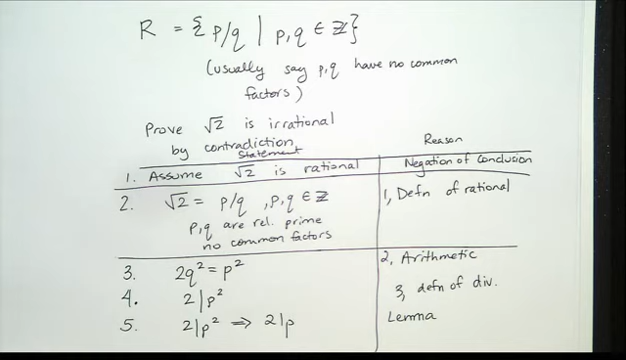 R = { p/q | p,q ∈ ℤ}
(usually say p,q have no common
factors)
Prove √2 is irrational
by contradiction
Statement
Reason
1. Assume √2 is rational
Negation of Conclusion
2. √2 = p/q , p,q ∈ ℤ
1, Defn of rational
p,q are rel. prime
no common factors
3. 2q² = p²
2, Arithmetic
4. 2|p²
3, defn of div.
5. 2|p² ⟹ 2|p
Lemma